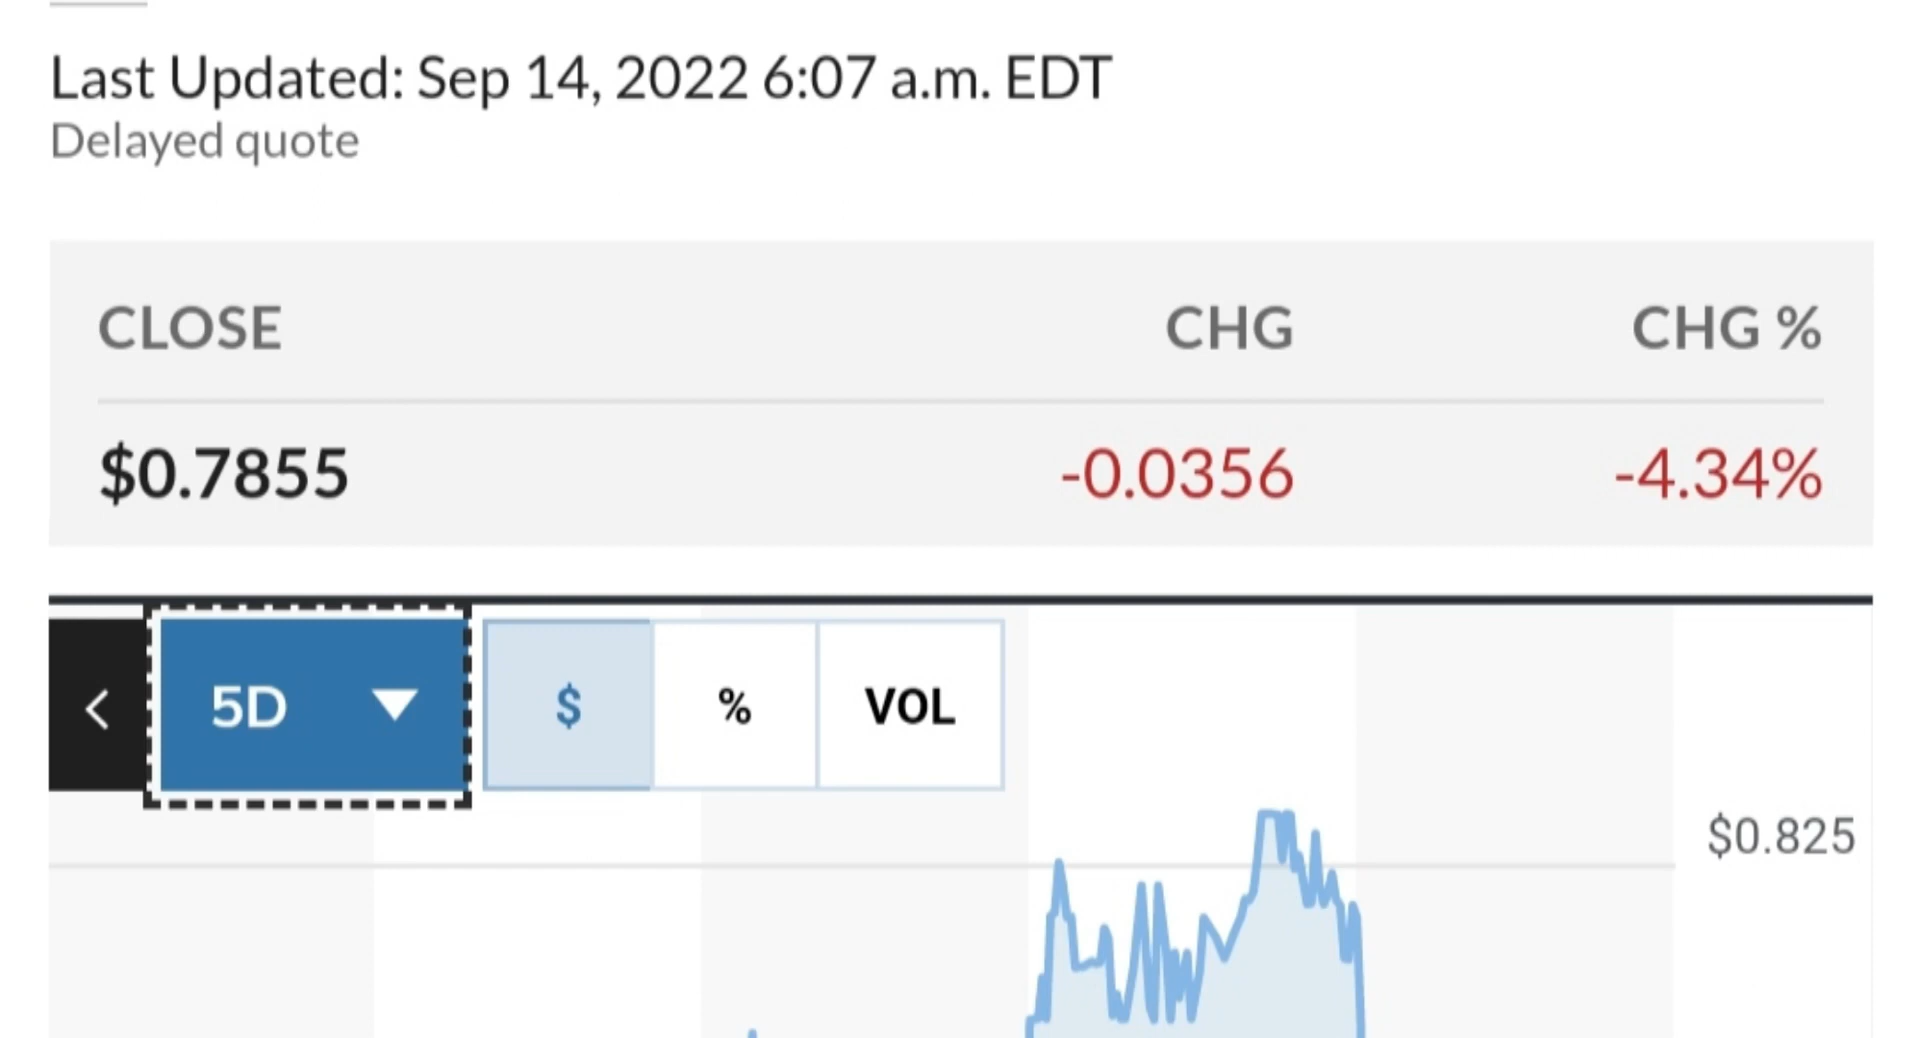 Last Updated: Sep 14, 2022 6:07 a.m. EDT
Delayed quote
CLOSE CHG CHG %
$0.7855 -0.0356 -4.34%
5D $ % VOL
$0.825